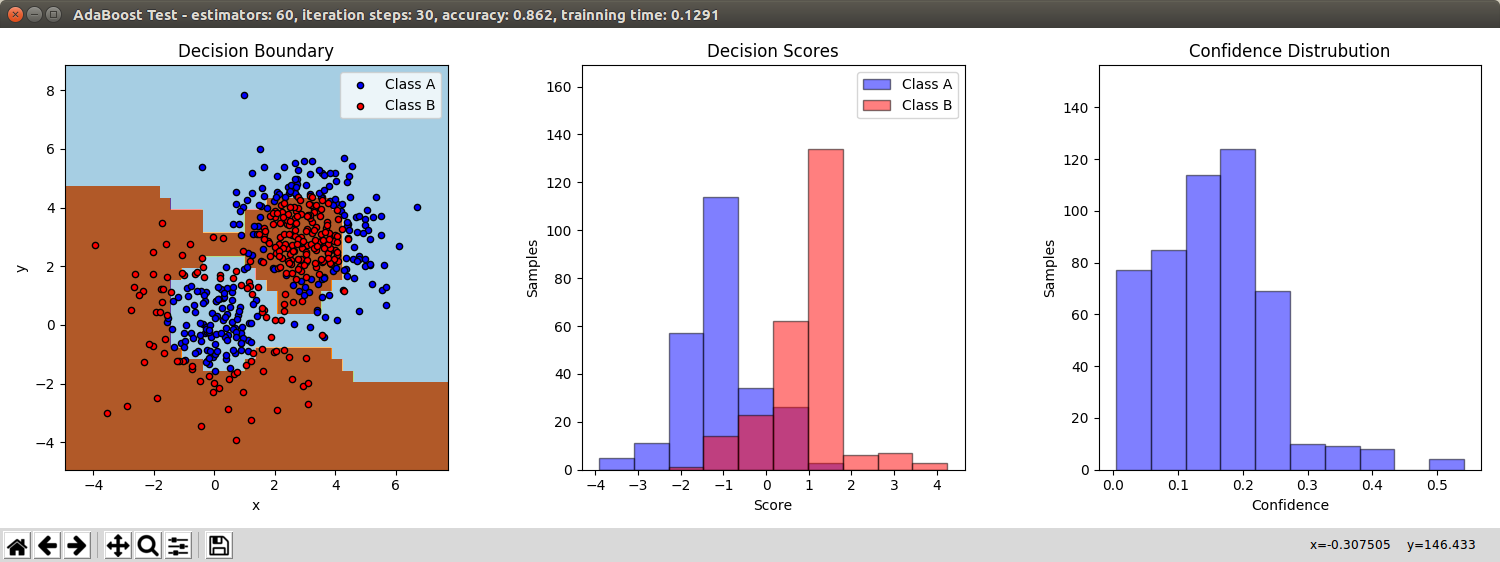 AdaBoost Test - estimators: 60, iteration steps: 30, accuracy: 0.862, trainning time: 0.1291
Decision Boundary
Class A
Class B
8
6
4
2
0
−2
−4
−4 −2 0 2 4 6
x
y
Decision Scores
Class A
Class B
160
140
120
100
80
60
40
20
0
−4 −3 −2 −1 0 1 2 3 4
Score
Samples
Confidence Distrubution
140
120
100
80
60
40
20
0
0.0 0.1 0.2 0.3 0.4 0.5
Confidence
Samples
x=-0.307505 y=146.433